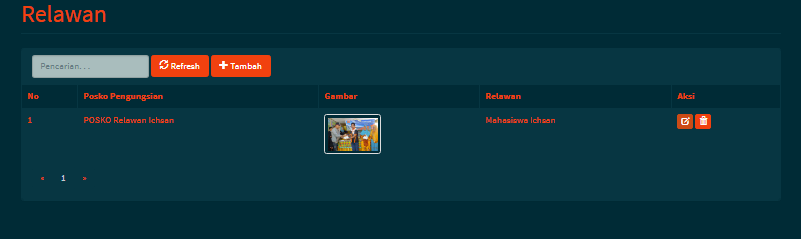 Relawan
Pencarian. . .
Refresh
Tambah
No Posko Pengungsian Gambar Relawan Aksi
1 POSKO Relawan Ichsan Mahasiswa Ichsan
« 1 »